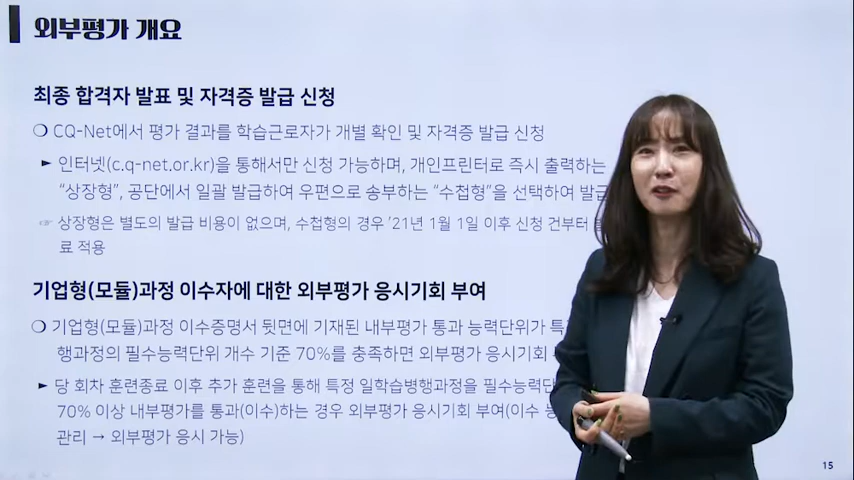 외부평가 개요
최종 합격자 발표 및 자격증 발급 신청
❍ CQ-Net에서 평가 결과를 학습근로자가 개별 확인 및 자격증 발급 신청
► 인터넷(c.q-net.or.kr)을 통해서만 신청 가능하며, 개인프린터로 즉시 출력하는
“상장형”, 공단에서 일괄 발급하여 우편으로 송부하는 “수첩형”을 선택하여 발급
☞ 상장형은 별도의 발급 비용이 없으며, 수첩형의 경우 ’21년 1월 1일 이후 신청 건부터
료 적용
기업형(모듈)과정 이수자에 대한 외부평가 응시기회 부여
❍ 기업형(모듈)과정 이수증명서 뒷면에 기재된 내부평가 통과 능력단위가
행과정의 필수능력단위 개수 기준 70%를 충족하면 외부평가 응시기회
► 당 회차 훈련종료 이후 추가 훈련을 통해 특정 일학습병행과정을 필수능력단
70% 이상 내부평가를 통과(이수)하는 경우 외부평가 응시기회 부여(이수
관리 → 외부평가 응시 가능)
15